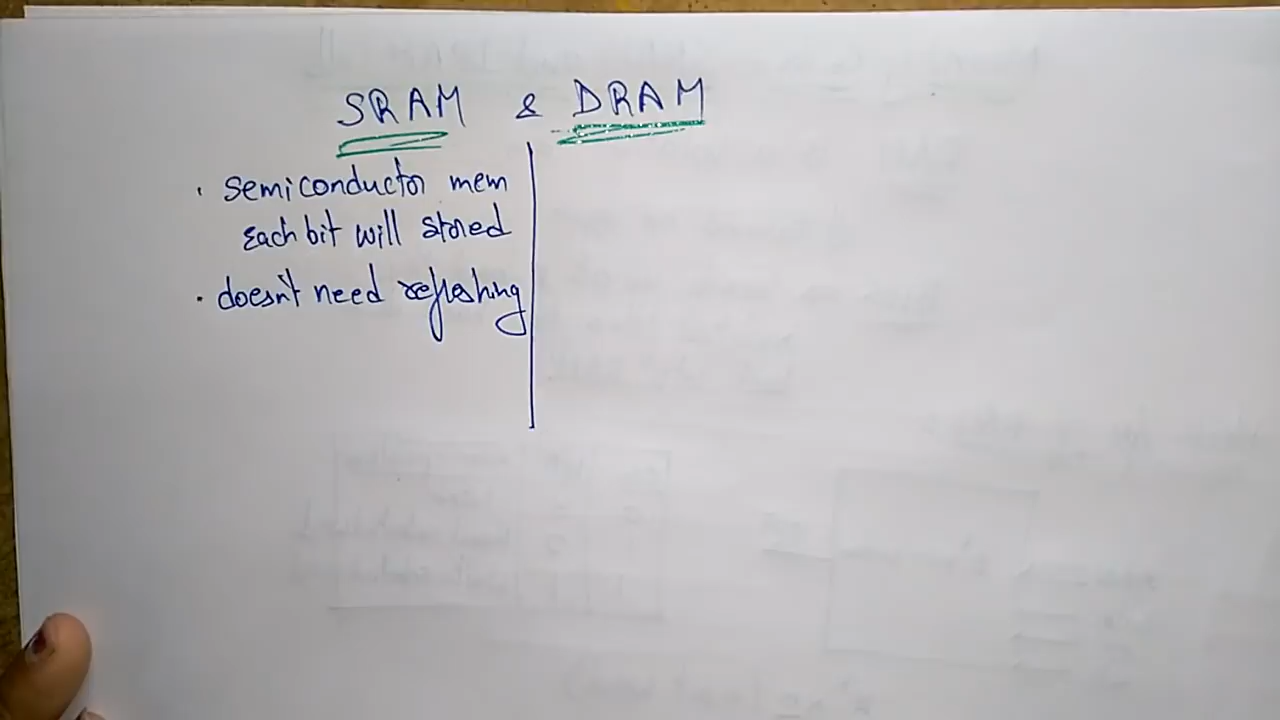 SRAM & DRAM
. semiconductor mem
each bit will stored
. doesn't need refreshing